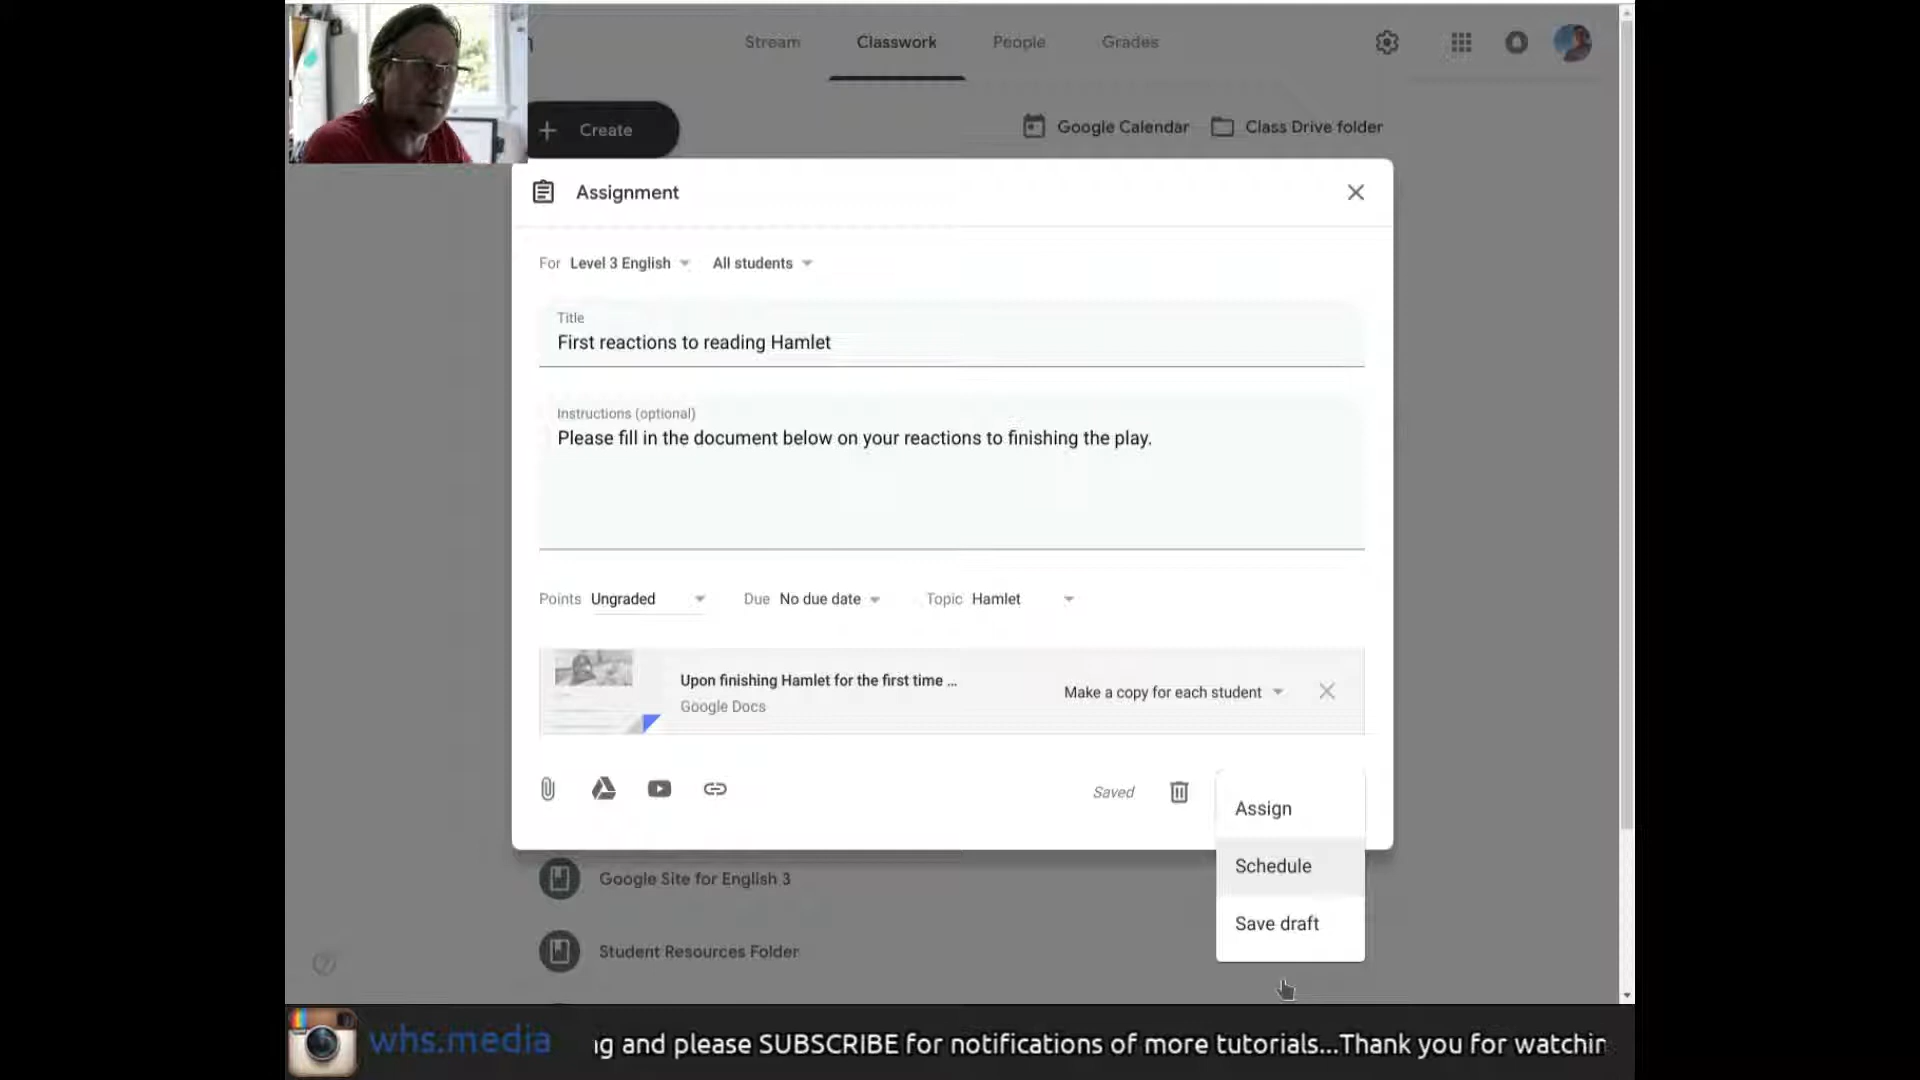 Stream Classwork People Grades
Create
Google Calendar Class Drive folder
Assignment
For Level 3 English All students
Title
First reactions to reading Hamlet
Instructions (optional)
Please fill in the document below on your reactions to finishing the play.
Points Ungraded Due No due date Topic Hamlet
Upon finishing Hamlet for the first time ...
Google Docs
Make a copy for each student
Saved
Assign
Schedule
Save draft
Google Site for English 3
Student Resources Folder
whs.media
and please SUBSCRIBE for notifications of more tutorials...Thank you for